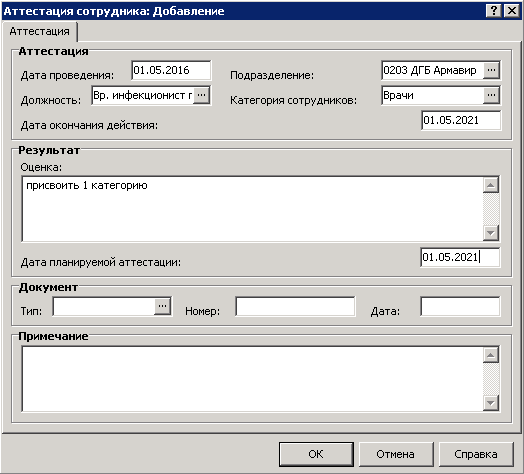 Аттестация сотрудника: Добавление
Аттестация
Аттестация
Дата проведения: 01.05.2016 Подразделение: 0203 ДГБ Армавир ...
Должность: Вр. инфекционист г ... Категория сотрудников: Врачи ...
Дата окончания действия: 01.05.2021
Результат
Оценка:
присвоить 1 категорию
Дата планируемой аттестации: 01.05.2021
Документ
Тип: ... Номер: Дата:
Примечание
ОК Отмена Справка